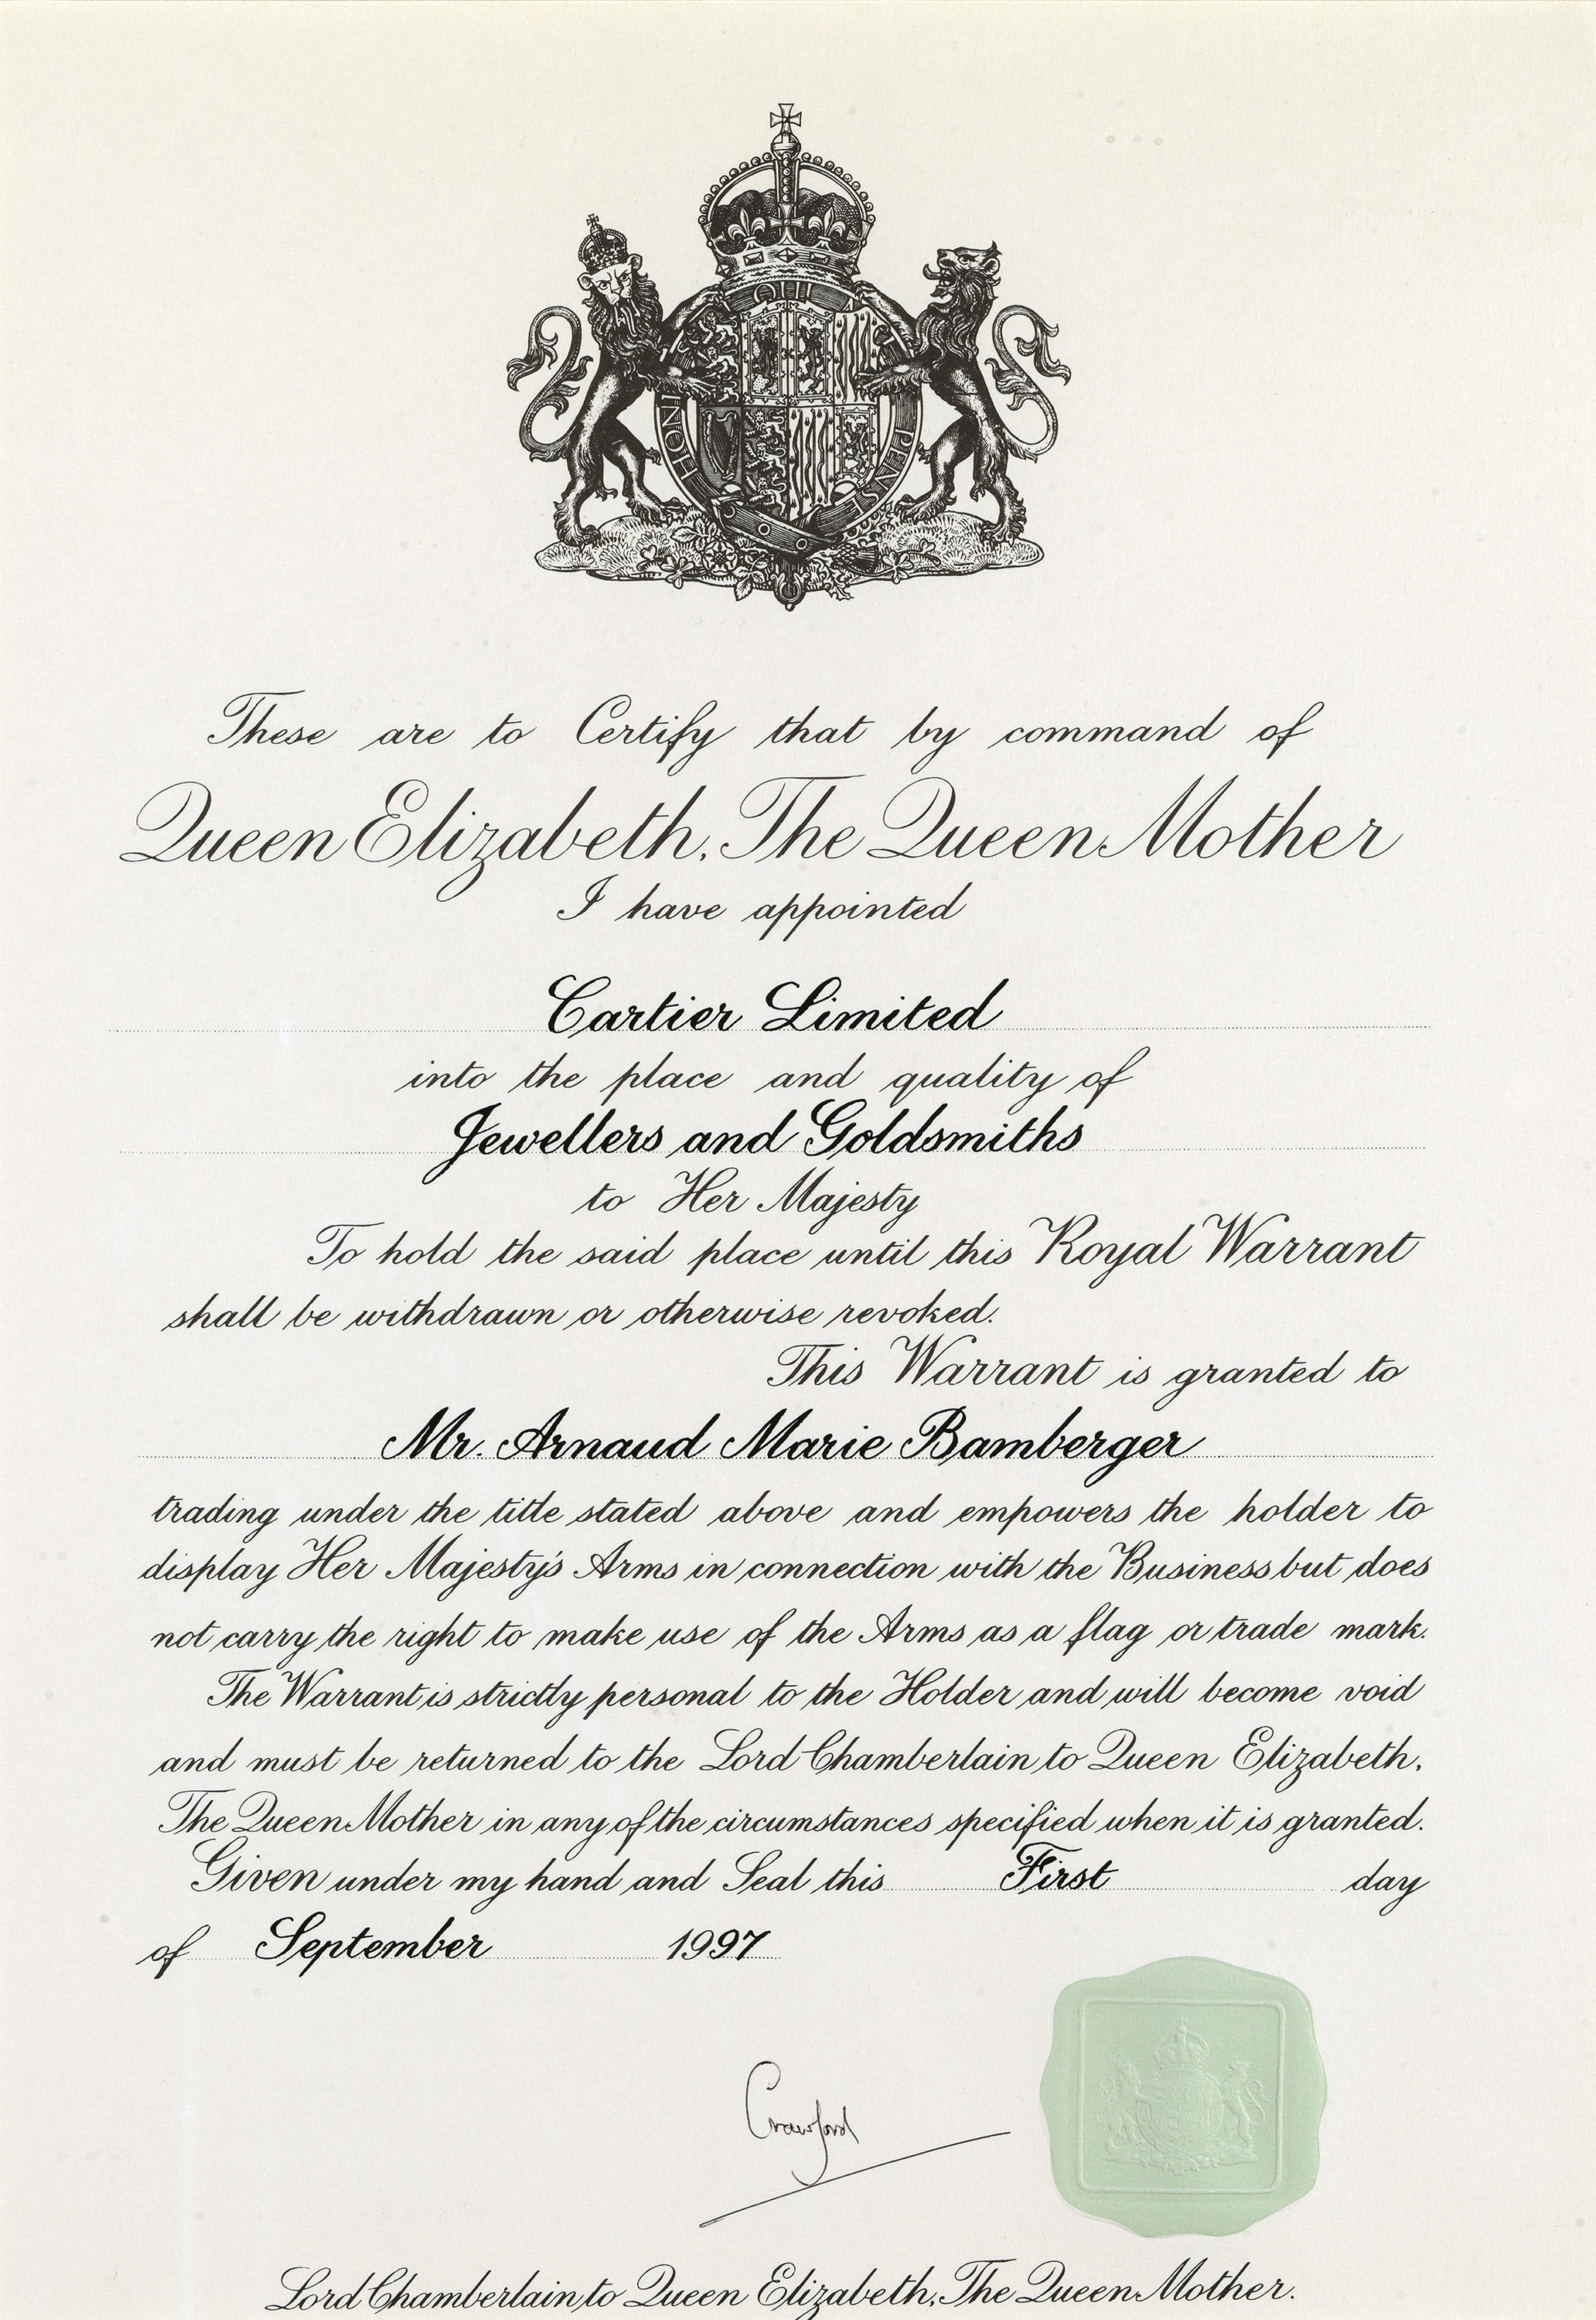 HONI
QUI
PENSE
These are to Certify that by command of
Queen Elizabeth, The Queen Mother
I have appointed
Cartier Limited
into the place and quality of
Jewellers and Goldsmiths
to Her Majesty
To hold the said place until this Royal Warrant
shall be withdrawn or otherwise revoked.
This Warrant is granted to
Mr. Arnaud Marie Bamberger
trading under the title stated above and empowers the holder to
display Her Majesty's Arms in connection with the Business but does
not carry the right to make use of the Arms as a flag or trade mark.
The Warrant is strictly personal to the Holder and will become void
and must be returned to the Lord Chamberlain to Queen Elizabeth,
The Queen Mother in any of the circumstances specified when it is granted.
Given under my hand and Seal this First day
of September 1997
Crawford
Lord Chamberlain to Queen Elizabeth, The Queen Mother.